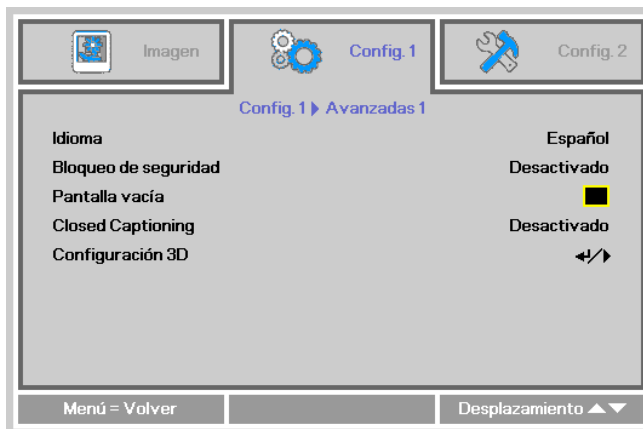 Imagen
Config. 1
Config. 2
Config. 1 Avanzadas 1
Idioma Español
Bloqueo de seguridad Desactivado
Pantalla vacía
Closed Captioning Desactivado
Configuración 3D
Menú = Volver
Desplazamiento